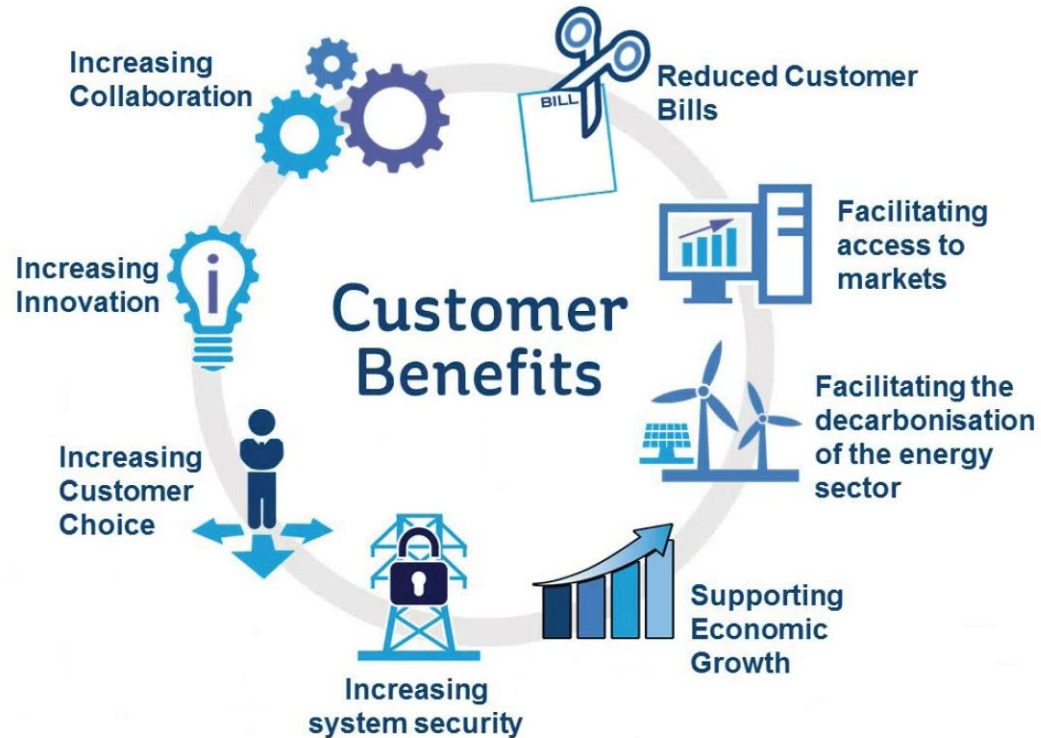 Customer
Benefits
Reduced Customer
Bills
BILL
Facilitating
access to
markets
Facilitating the
decarbonisation
of the energy
sector
Supporting
Economic
Growth
Increasing
system security
Increasing
Customer
Choice
Increasing
Innovation
i
Increasing
Collaboration